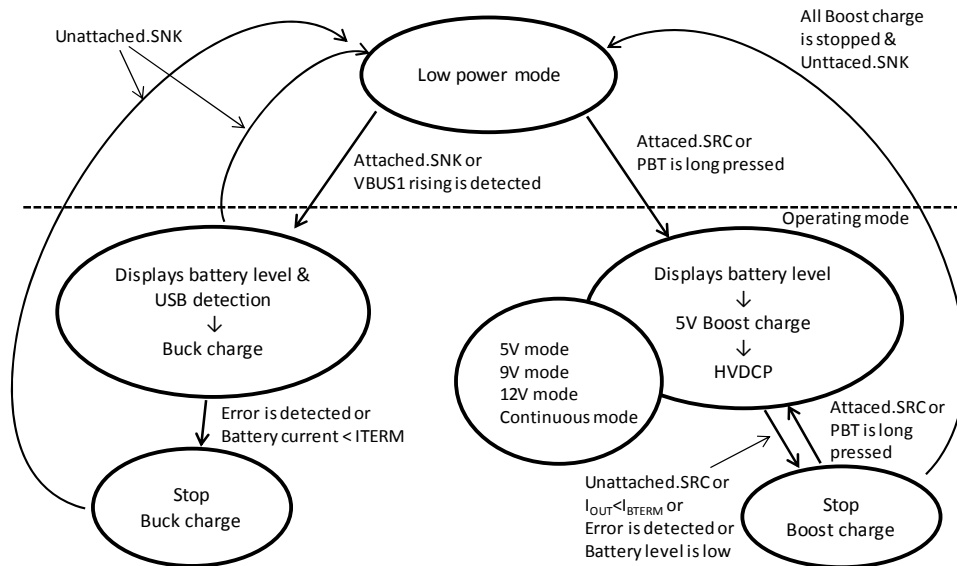 Unattached.SNK
All Boost charge
is stopped &
Unttaced.SNK
Low power mode
Attached.SNK or
VBUS1 rising is detected
Attaced.SRC or
PBT is long pressed
Operating mode
Displays battery level &
USB detection
↓
Buck charge
Displays battery level
↓
5V Boost charge
↓
HVDCP
5V mode
9V mode
12V mode
Continuous mode
Error is detected or
Battery current < ITERM
Attaced.SRC or
PBT is long
pressed
Unattached.SRC or
IOUT<IBTERM or
Error is detected or
Battery level is low
Stop
Buck charge
Stop
Boost charge